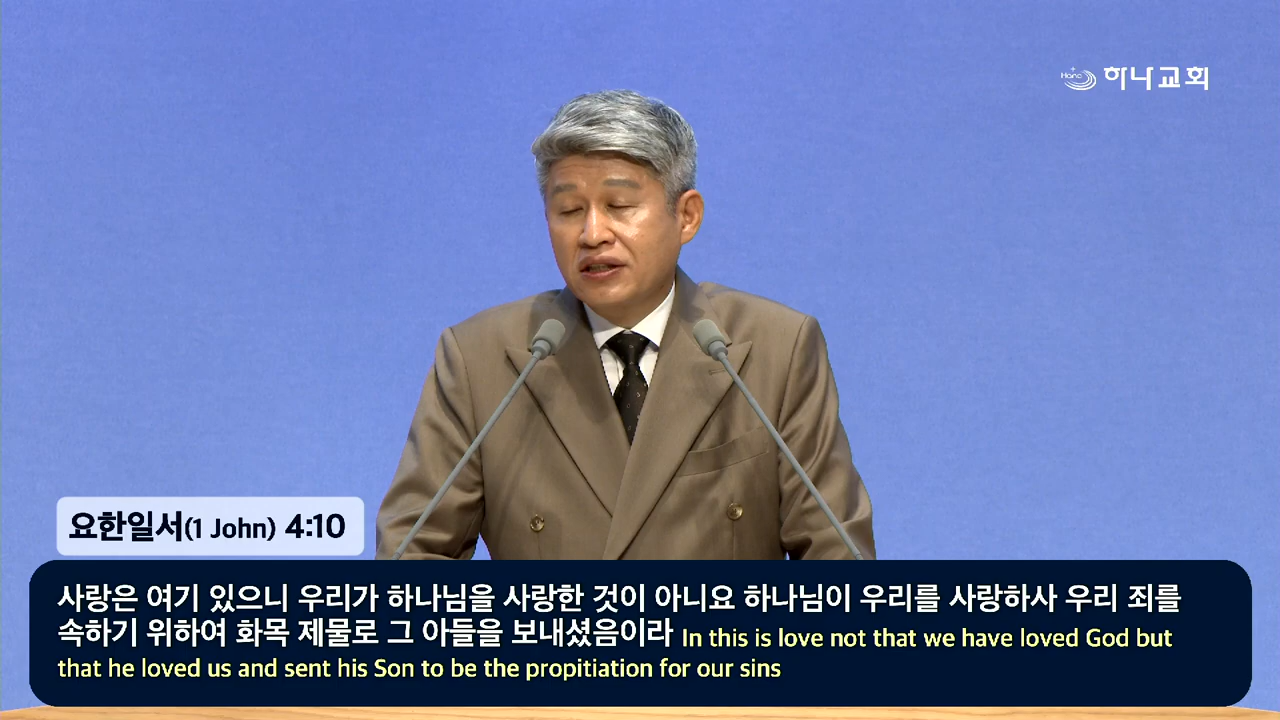 Hana 하나교회
요한일서(1 John) 4:10
사랑은 여기 있으니 우리가 하나님을 사랑한 것이 아니요 하나님이 우리를 사랑하사 우리 죄를
속하기 위하여 화목 제물로 그 아들을 보내셨음이라 In this is love not that we have loved God but
that he loved us and sent his Son to be the propitiation for our sins